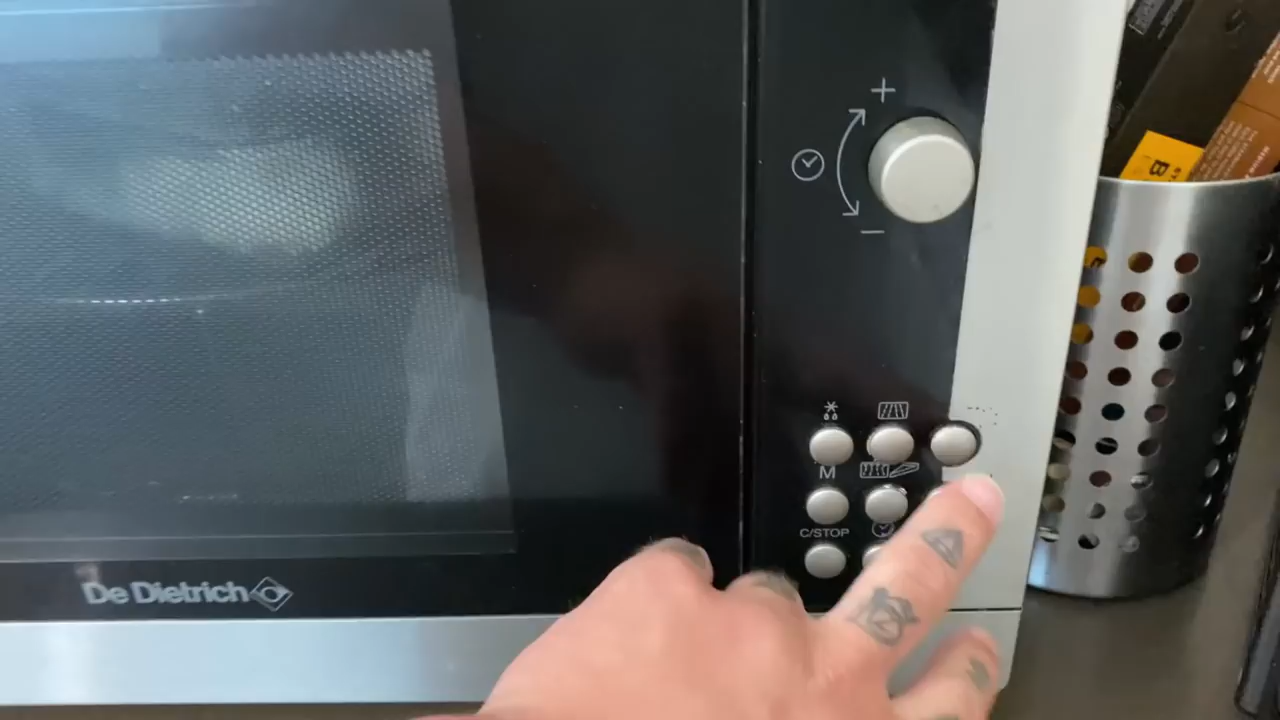 +
−
M
C/STOP
De Dietrich
B